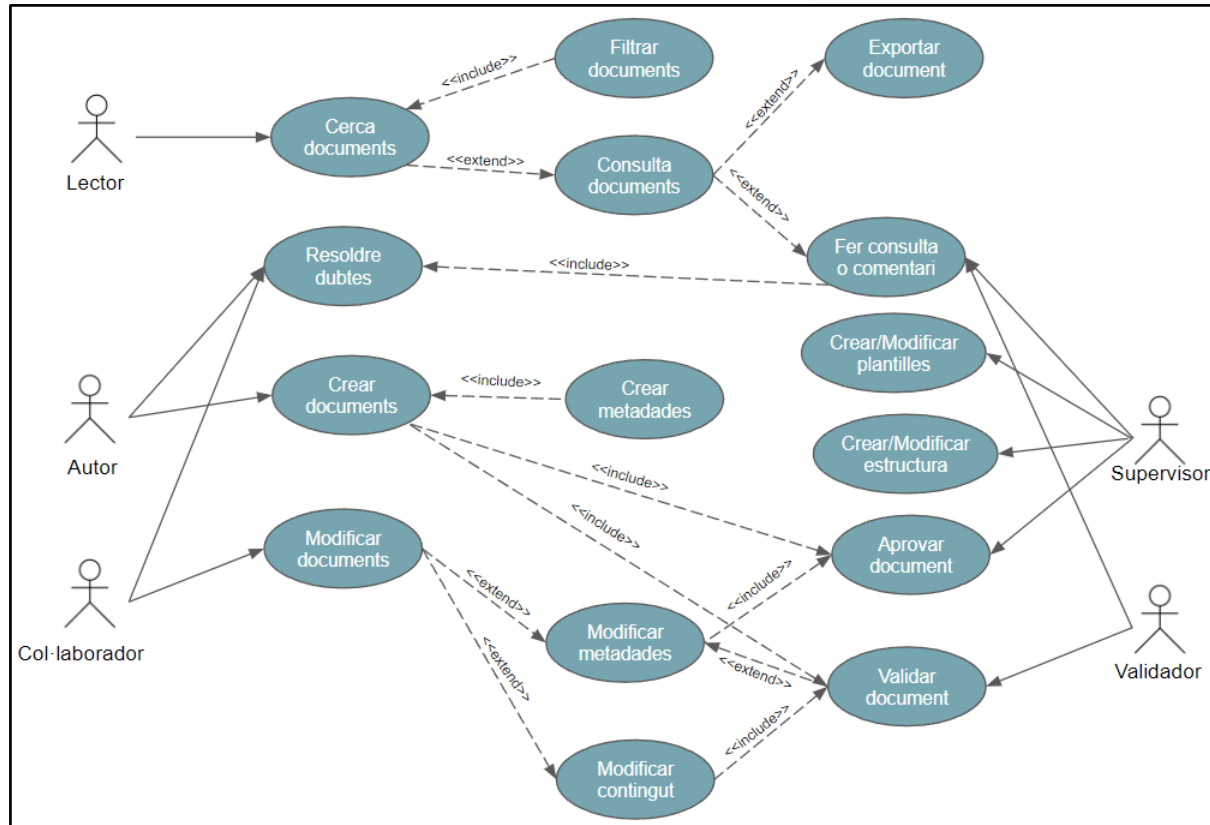 Filtrar
documents
Exportar
document
<<include>>
<<extend>>
Cerca
documents
<<extend>>
Consulta
documents
Lector
<<extend>>
Resoldre
dubtes
<<include>>
Fer consulta
o comentari
Crear/Modificar
plantilles
Crear
documents
<<include>>
Crear
metadades
Autor
Crear/Modificar
estructura
Supervisor
<<include>>
<<include>>
Modificar
documents
Aprovar
document
<<extend>>
<<include>>
Col·laborador
Modificar
metadades
<<extend>>
<<extend>>
Validar
document
Validador
<<include>>
Modificar
contingut